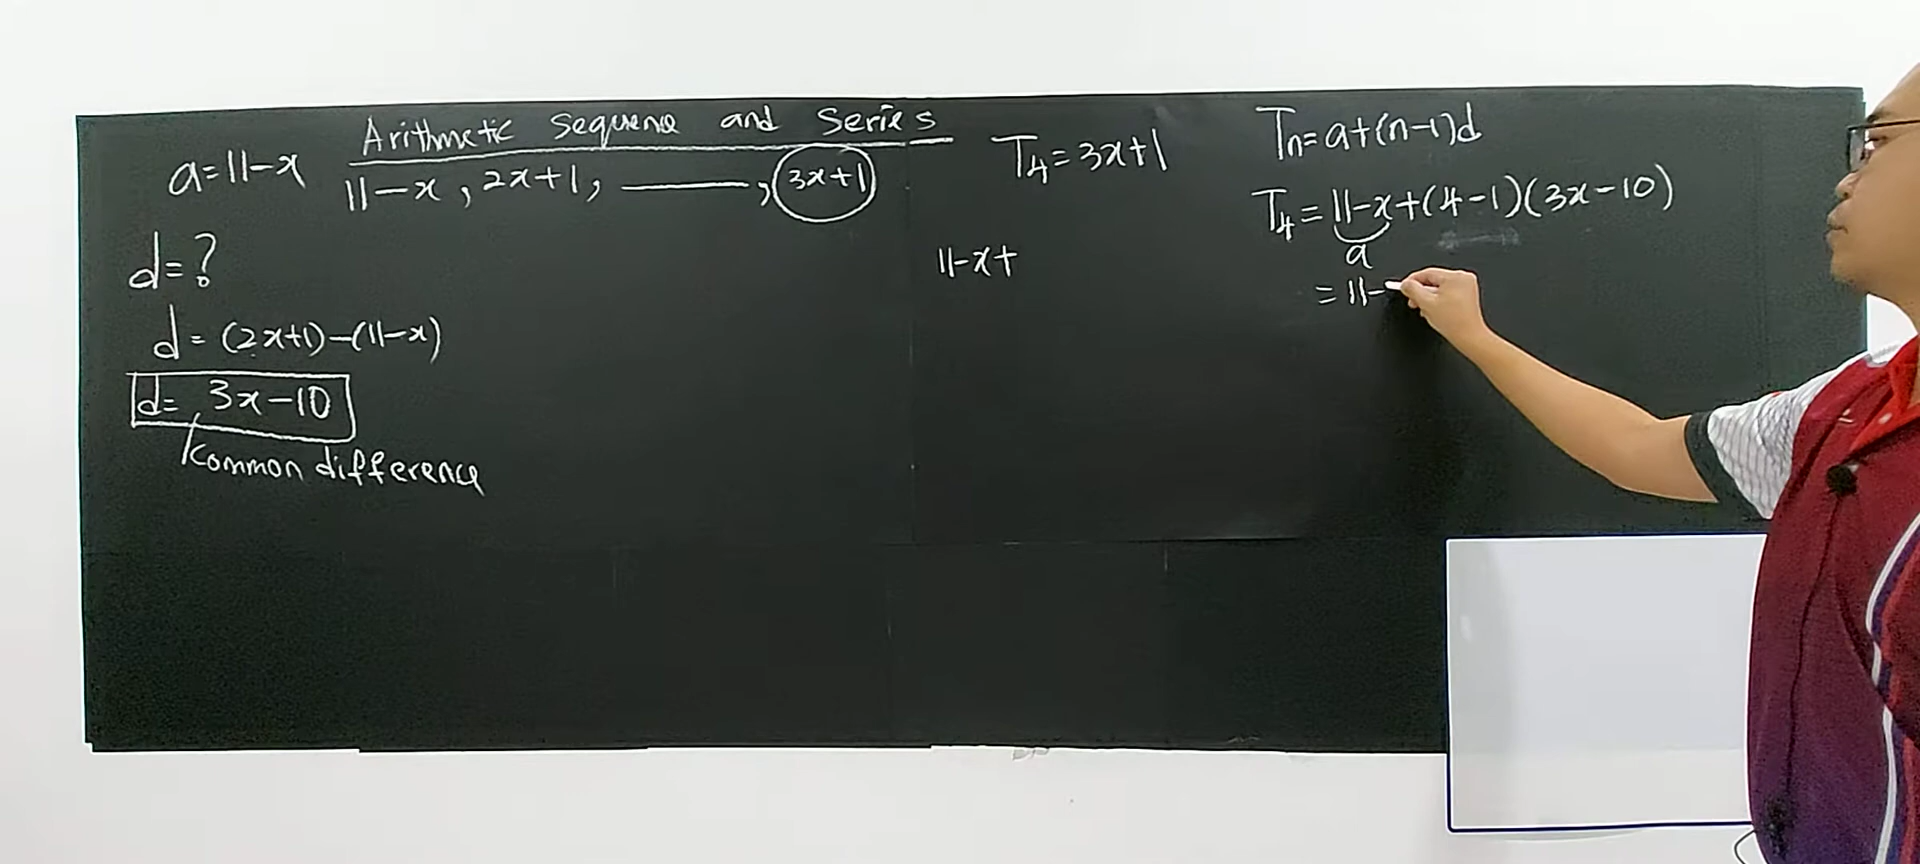 Arithmetic Sequence and Series
a=11-x
11-x, 2x+1, ______, 3x+1
d=?
d=(2x+1)-(11-x)
d= 3x-10
Common difference
T₄=3x+1
11-x+
Tn=a+(n-1)d
T₄=11-x+(4-1)(3x-10)
a
=11-